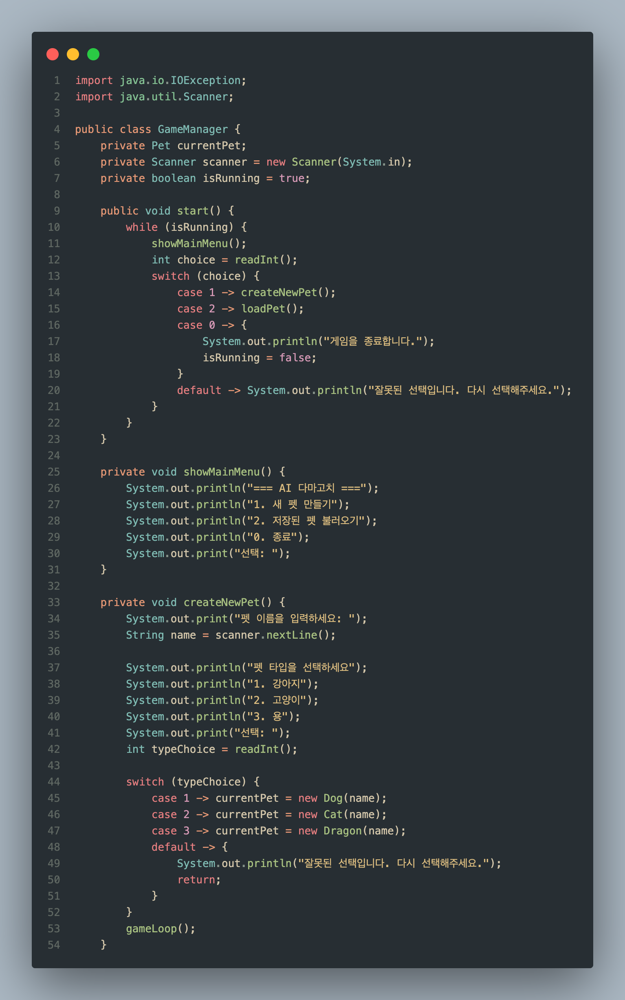 1 import java.io.IOException;
2 import java.util.Scanner;
3
4 public class GameManager {
5     private Pet currentPet;
6     private Scanner scanner = new Scanner(System.in);
7     private boolean isRunning = true;
8
9     public void start() {
10         while (isRunning) {
11             showMainMenu();
12             int choice = readInt();
13             switch (choice) {
14                 case 1 -> createNewPet();
15                 case 2 -> loadPet();
16                 case 0 -> {
17                     System.out.println("게임을 종료합니다.");
18                     isRunning = false;
19                 }
20                 default -> System.out.println("잘못된 선택입니다. 다시 선택해주세요.");
21             }
22         }
23     }
24
25     private void showMainMenu() {
26         System.out.println("=== AI 다마고치 ===");
27         System.out.println("1. 새 펫 만들기");
28         System.out.println("2. 저장된 펫 불러오기");
29         System.out.println("0. 종료");
30         System.out.print("선택: ");
31     }
32
33     private void createNewPet() {
34         System.out.print("펫 이름을 입력하세요: ");
35         String name = scanner.nextLine();
36
37         System.out.println("펫 타입을 선택하세요");
38         System.out.println("1. 강아지");
39         System.out.println("2. 고양이");
40         System.out.println("3. 용");
41         System.out.print("선택: ");
42         int typeChoice = readInt();
43
44         switch (typeChoice) {
45             case 1 -> currentPet = new Dog(name);
46             case 2 -> currentPet = new Cat(name);
47             case 3 -> currentPet = new Dragon(name);
48             default -> {
49                 System.out.println("잘못된 선택입니다. 다시 선택해주세요.");
50                 return;
51             }
52         }
53         gameLoop();
54     }